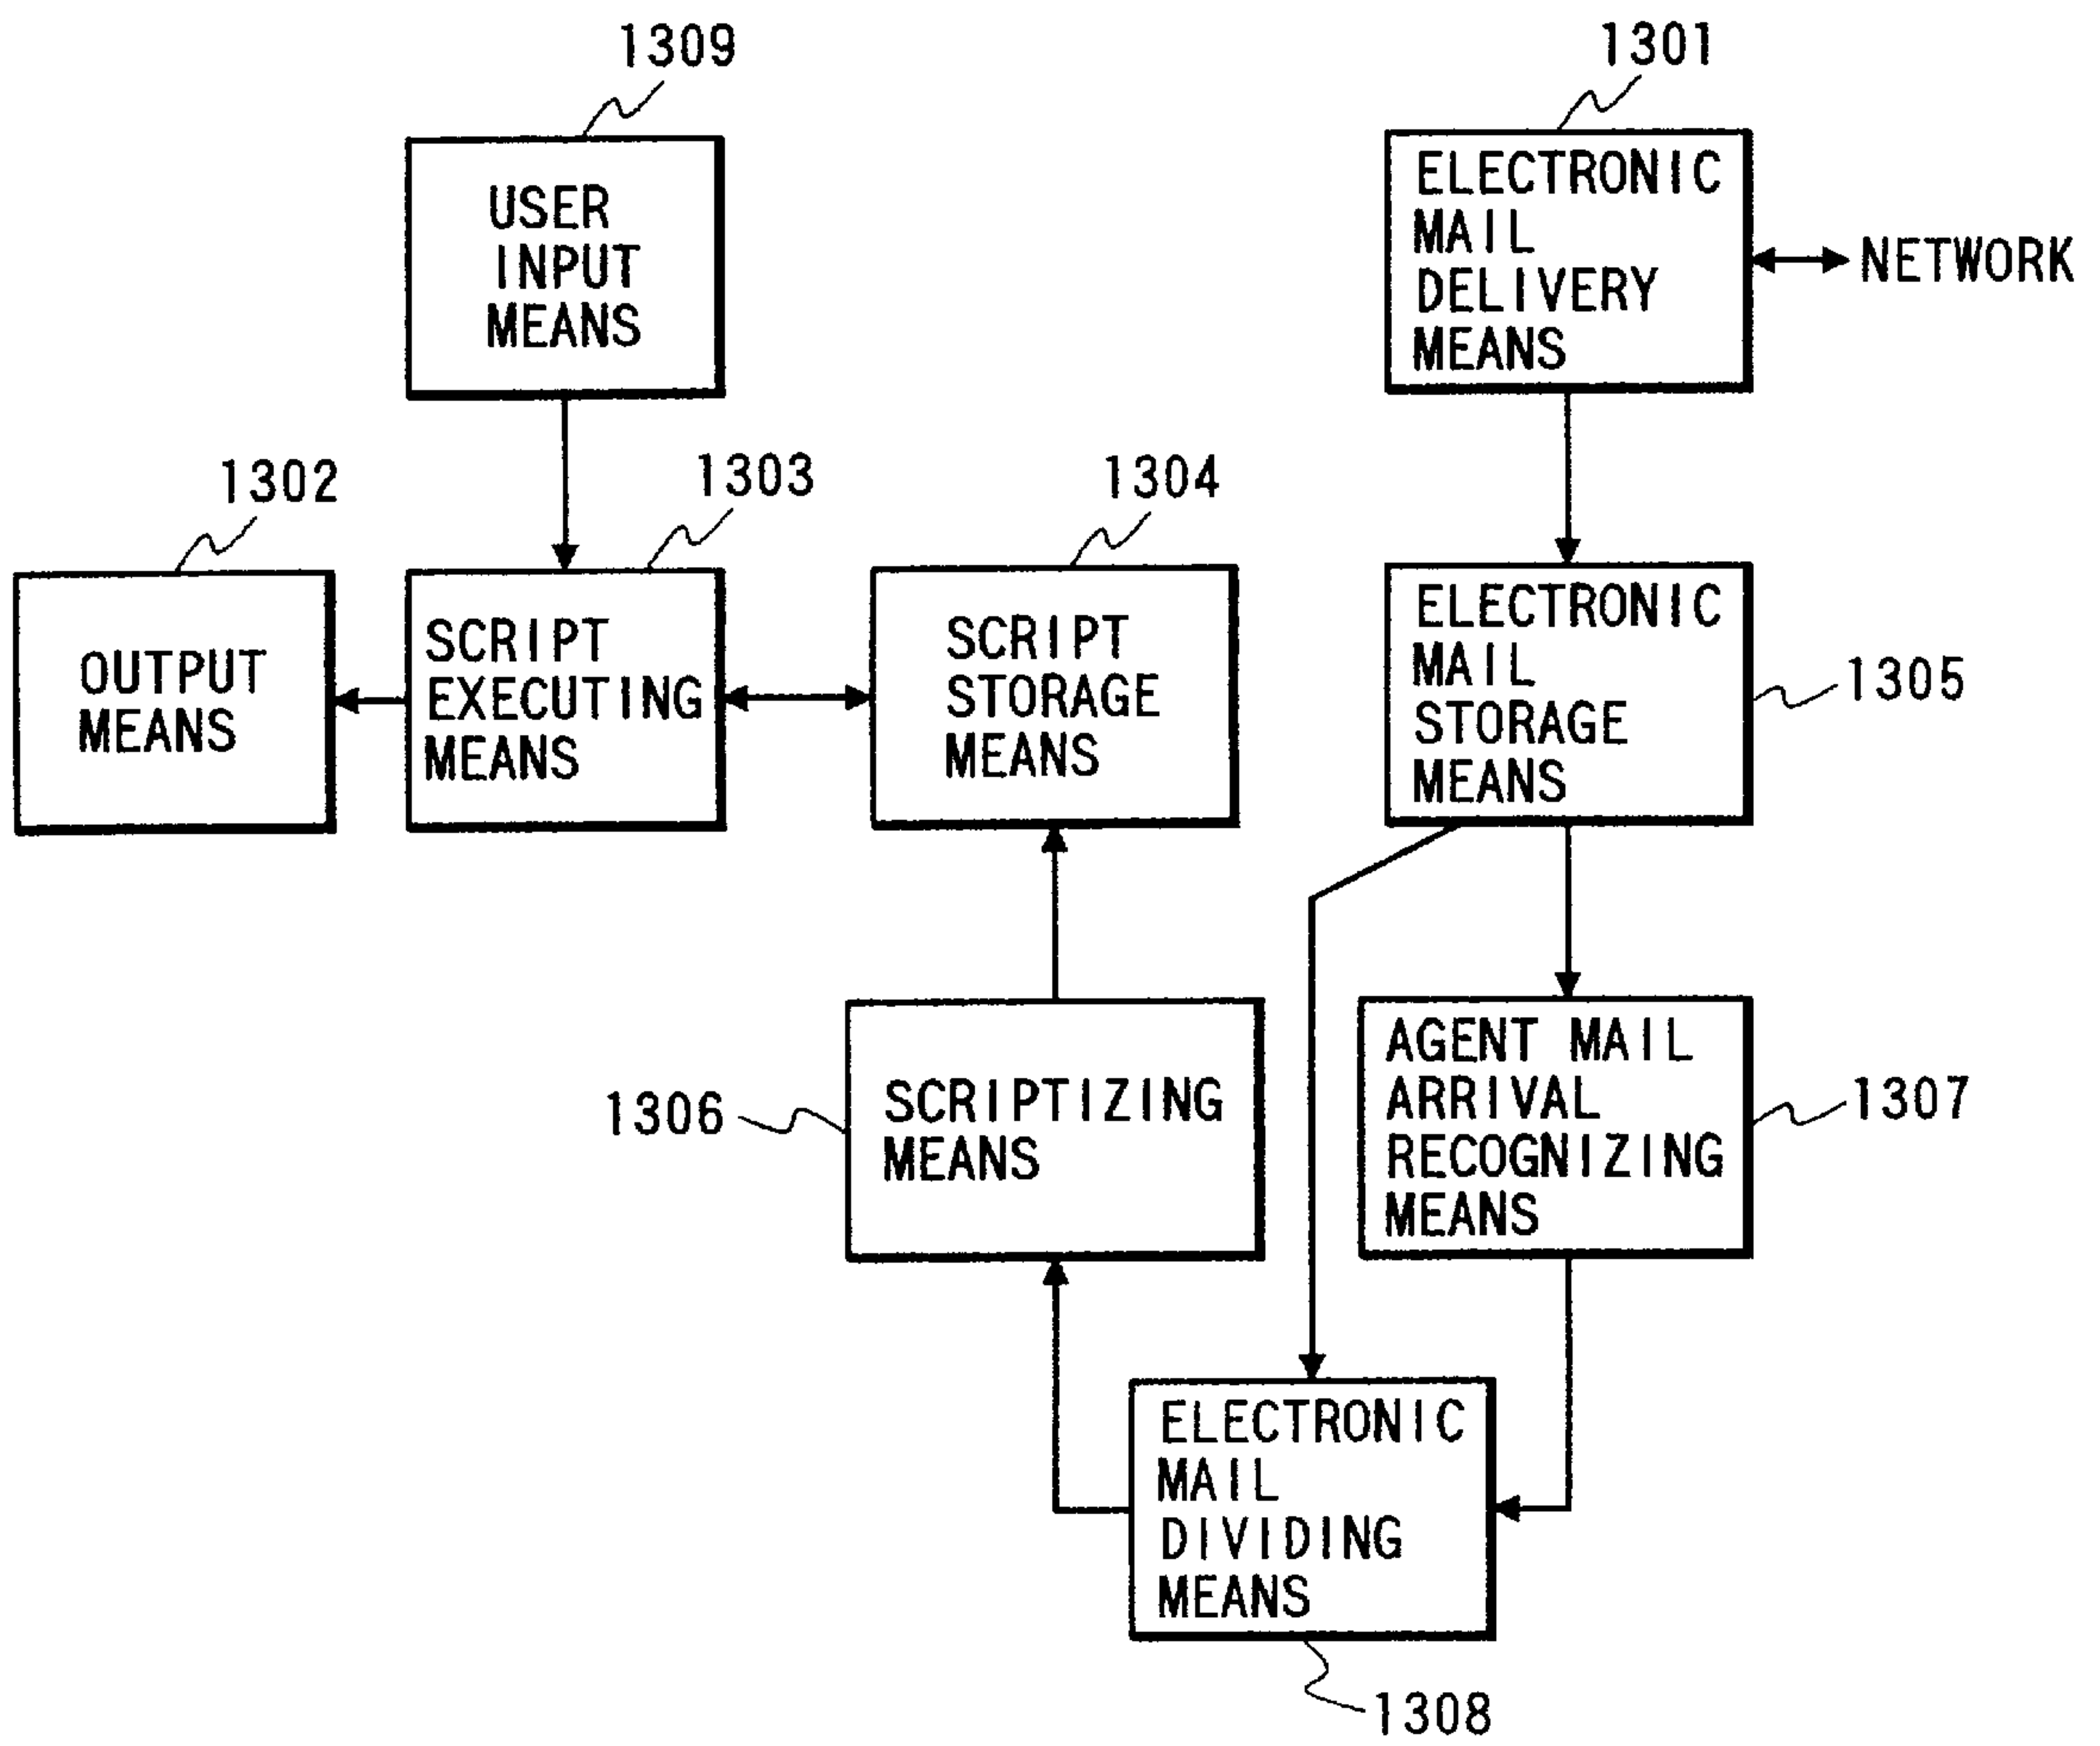 1309
1301
USER
INPUT
MEANS
ELECTRONIC
MAIL
DELIVERY
MEANS
NETWORK
1302
1303
1304
OUTPUT
MEANS
SCRIPT
EXECUTING
MEANS
SCRIPT
STORAGE
MEANS
ELECTRONIC
MAIL
STORAGE
MEANS
1305
1306
SCRIPTIZING
MEANS
AGENT MAIL
ARRIVAL
RECOGNIZING
MEANS
1307
ELECTRONIC
MAIL
DIVIDING
MEANS
1308